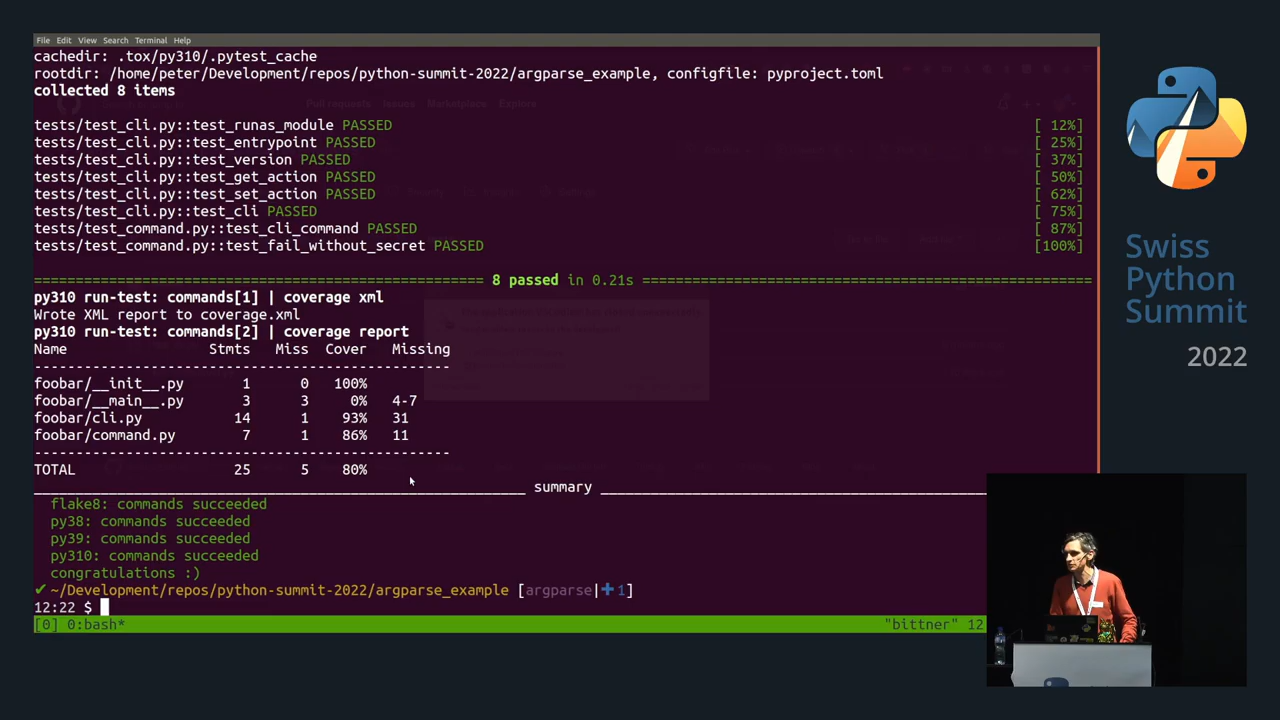 File Edit View Search Terminal Help
cachedir: .tox/py310/.pytest_cache
rootdir: /home/peter/Development/repos/python-summit-2022/argparse_example, configfile: pyproject.toml
collected 8 items
tests/test_cli.py::test_runas_module PASSED [ 12%]
tests/test_cli.py::test_entrypoint PASSED [ 25%]
tests/test_cli.py::test_version PASSED [ 37%]
tests/test_cli.py::test_get_action PASSED [ 50%]
tests/test_cli.py::test_set_action PASSED [ 62%]
tests/test_cli.py::test_cli PASSED [ 75%]
tests/test_command.py::test_cli_command PASSED [ 87%]
tests/test_command.py::test_fail_without_secret PASSED [100%]
===================================================== 8 passed in 0.21s =====================================================
py310 run-test: commands[1] | coverage xml
Wrote XML report to coverage.xml
py310 run-test: commands[2] | coverage report
Name Stmts Miss Cover Missing
--------------------------------------------------
foobar/__init__.py 1 0 100%
foobar/__main__.py 3 3 0% 4-7
foobar/cli.py 14 1 93% 31
foobar/command.py 7 1 86% 11
--------------------------------------------------
TOTAL 25 5 80%
___________________________________________________________ summary ______________________________________________
flake8: commands succeeded
py38: commands succeeded
py39: commands succeeded
py310: commands succeeded
congratulations :)
✔ ~/Development/repos/python-summit-2022/argparse_example [argparse|✚ 1]
12:22 $
[0] 0:bash* "bittner" 12
Swiss
Python
Summit
2022